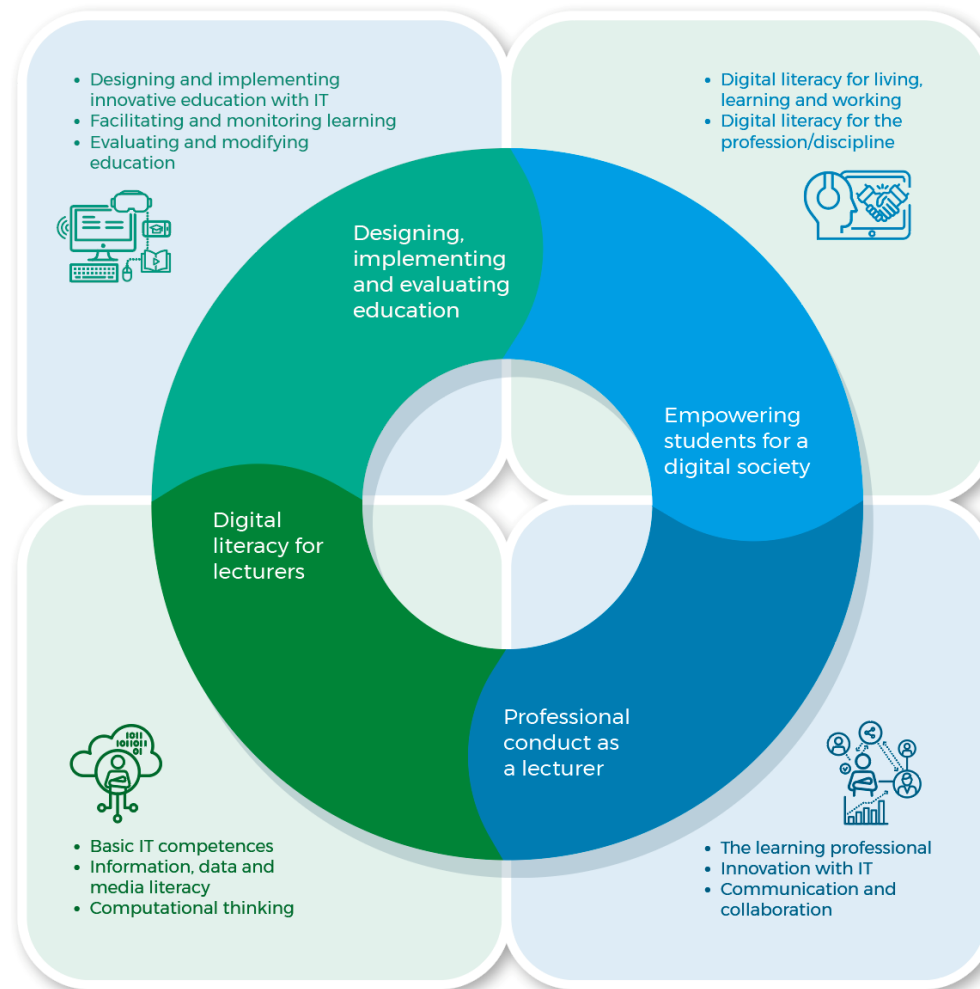 • Designing and implementing
innovative education with IT
• Facilitating and monitoring learning
• Evaluating and modifying
education
• Digital literacy for living,
learning and working
• Digital literacy for the
profession/discipline
Designing,
implementing
and evaluating
education
Empowering
students for a
digital society
Digital
literacy for
lecturers
Professional
conduct as
a lecturer
1011
1011011
01
• Basic IT competences
• Information, data and
media literacy
• Computational thinking
• The learning professional
• Innovation with IT
• Communication and
collaboration